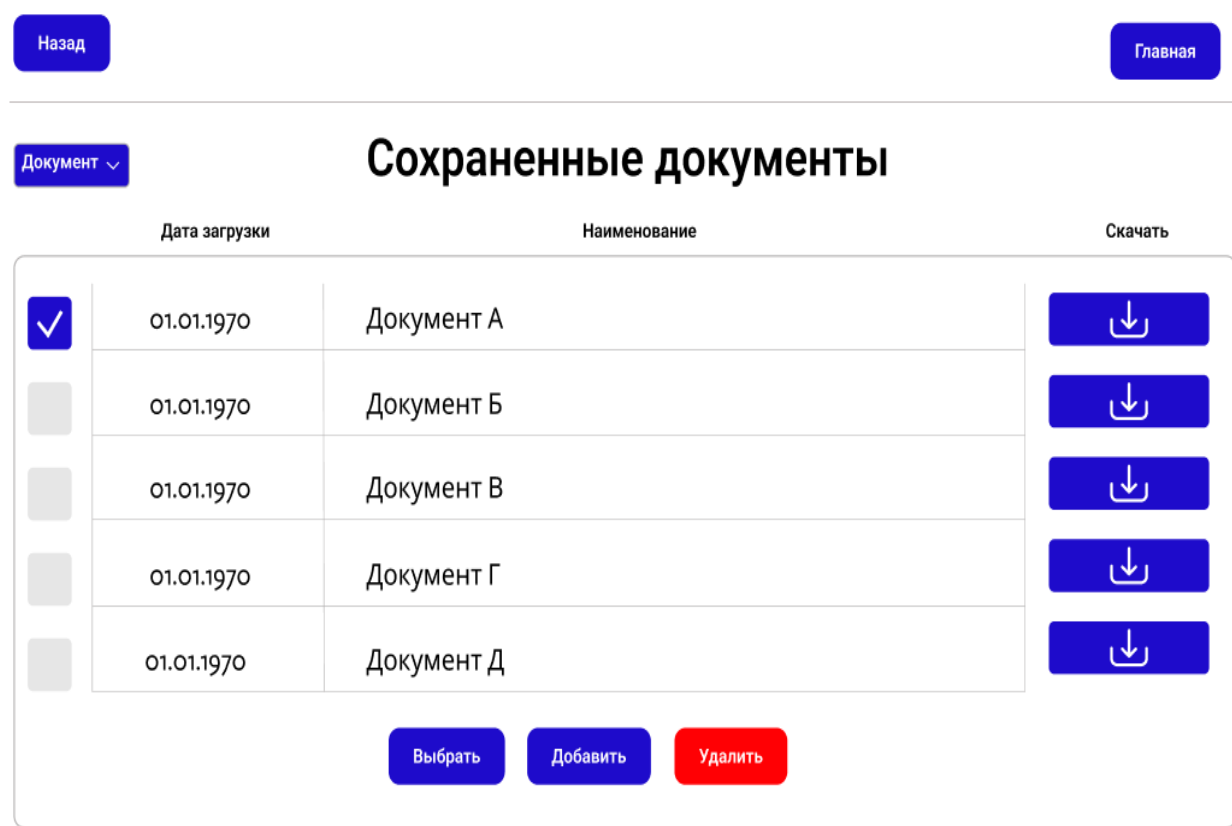 Назад
Главная
Документ
Сохраненные документы
Дата загрузки Наименование Скачать
01.01.1970 Документ А
01.01.1970 Документ Б
01.01.1970 Документ В
01.01.1970 Документ Г
01.01.1970 Документ Д
Выбрать Добавить Удалить